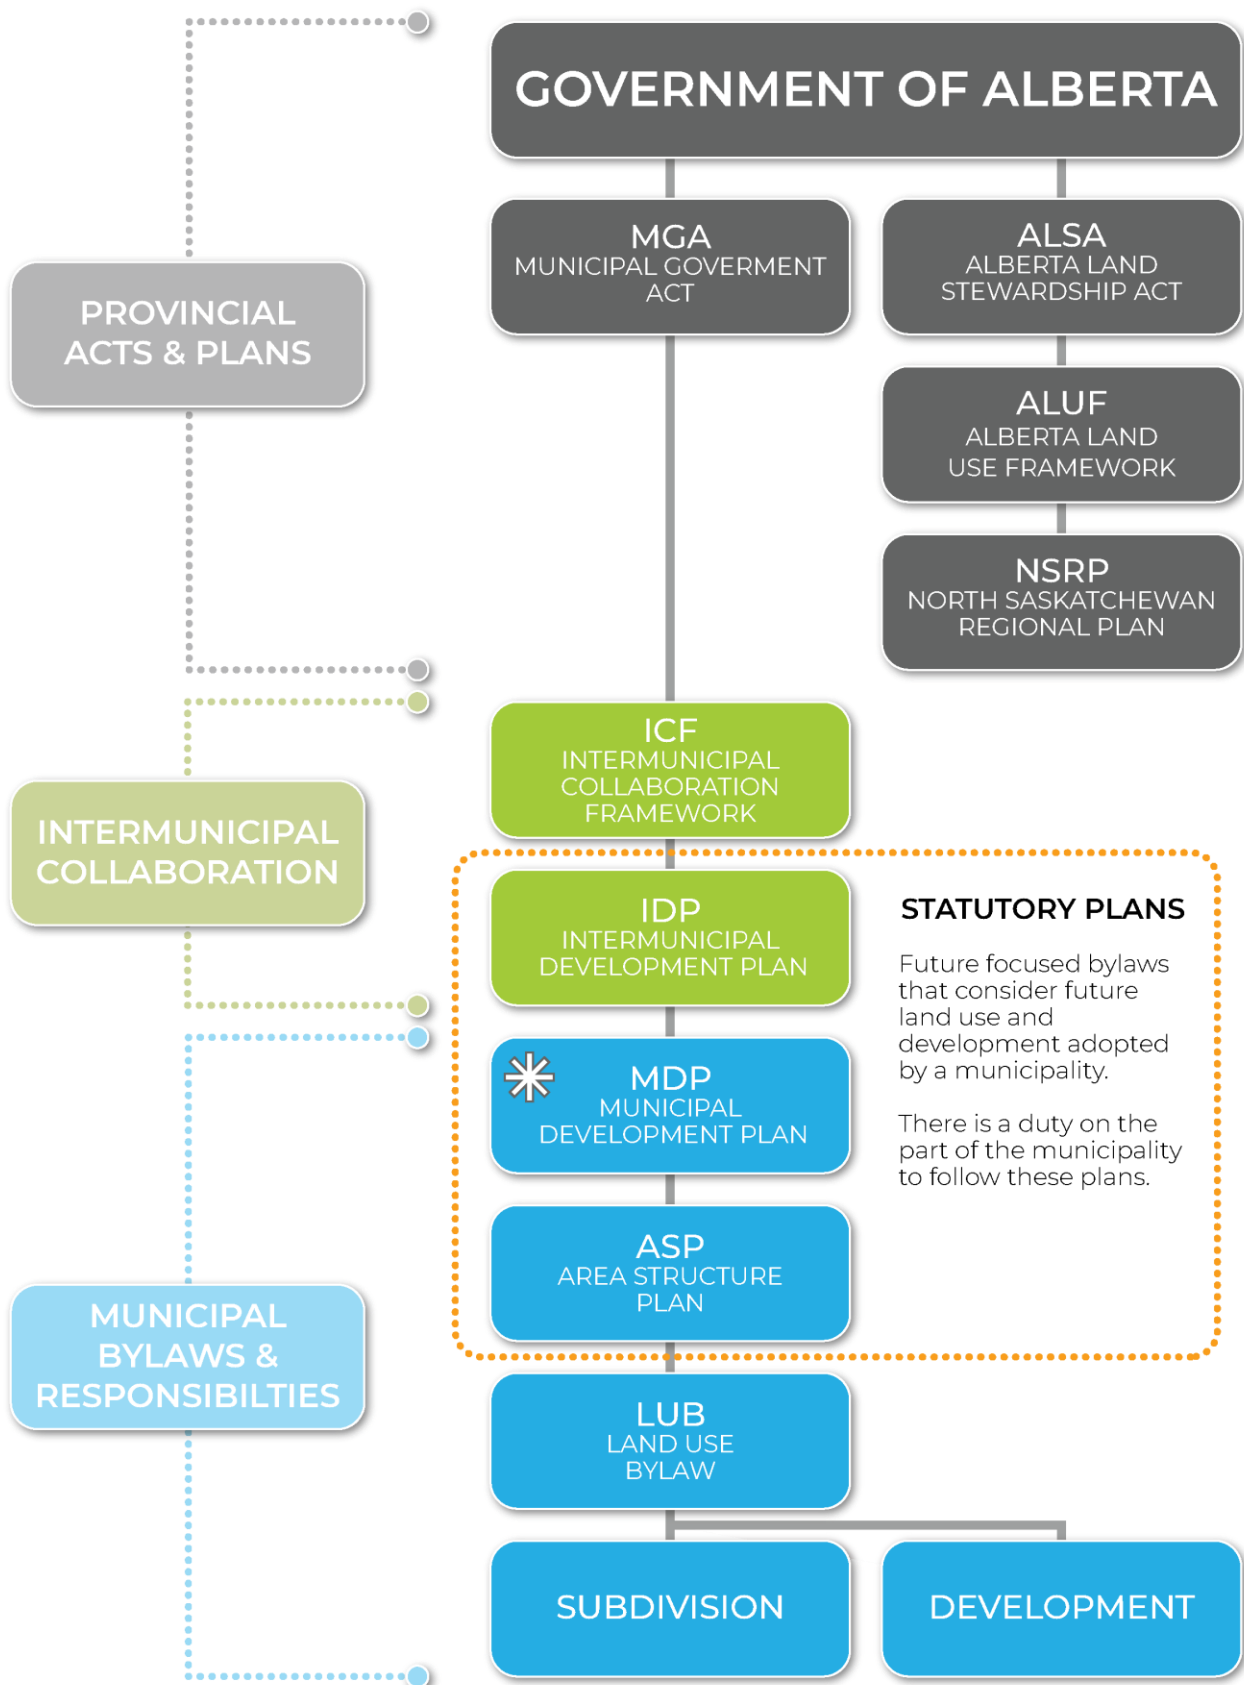 GOVERNMENT OF ALBERTA
MGA
MUNICIPAL GOVERMENT
ACT
ALSA
ALBERTA LAND
STEWARDSHIP ACT
PROVINCIAL
ACTS & PLANS
ALUF
ALBERTA LAND
USE FRAMEWORK
NSRP
NORTH SASKATCHEWAN
REGIONAL PLAN
ICF
INTERMUNICIPAL
COLLABORATION
FRAMEWORK
INTERMUNICIPAL
COLLABORATION
IDP
INTERMUNICIPAL
DEVELOPMENT PLAN
STATUTORY PLANS
Future focused bylaws
that consider future
land use and
development adopted
by a municipality.
There is a duty on the
part of the municipality
to follow these plans.
MDP
MUNICIPAL
DEVELOPMENT PLAN
ASP
AREA STRUCTURE
PLAN
MUNICIPAL
BYLAWS &
RESPONSIBILTIES
LUB
LAND USE
BYLAW
SUBDIVISION
DEVELOPMENT